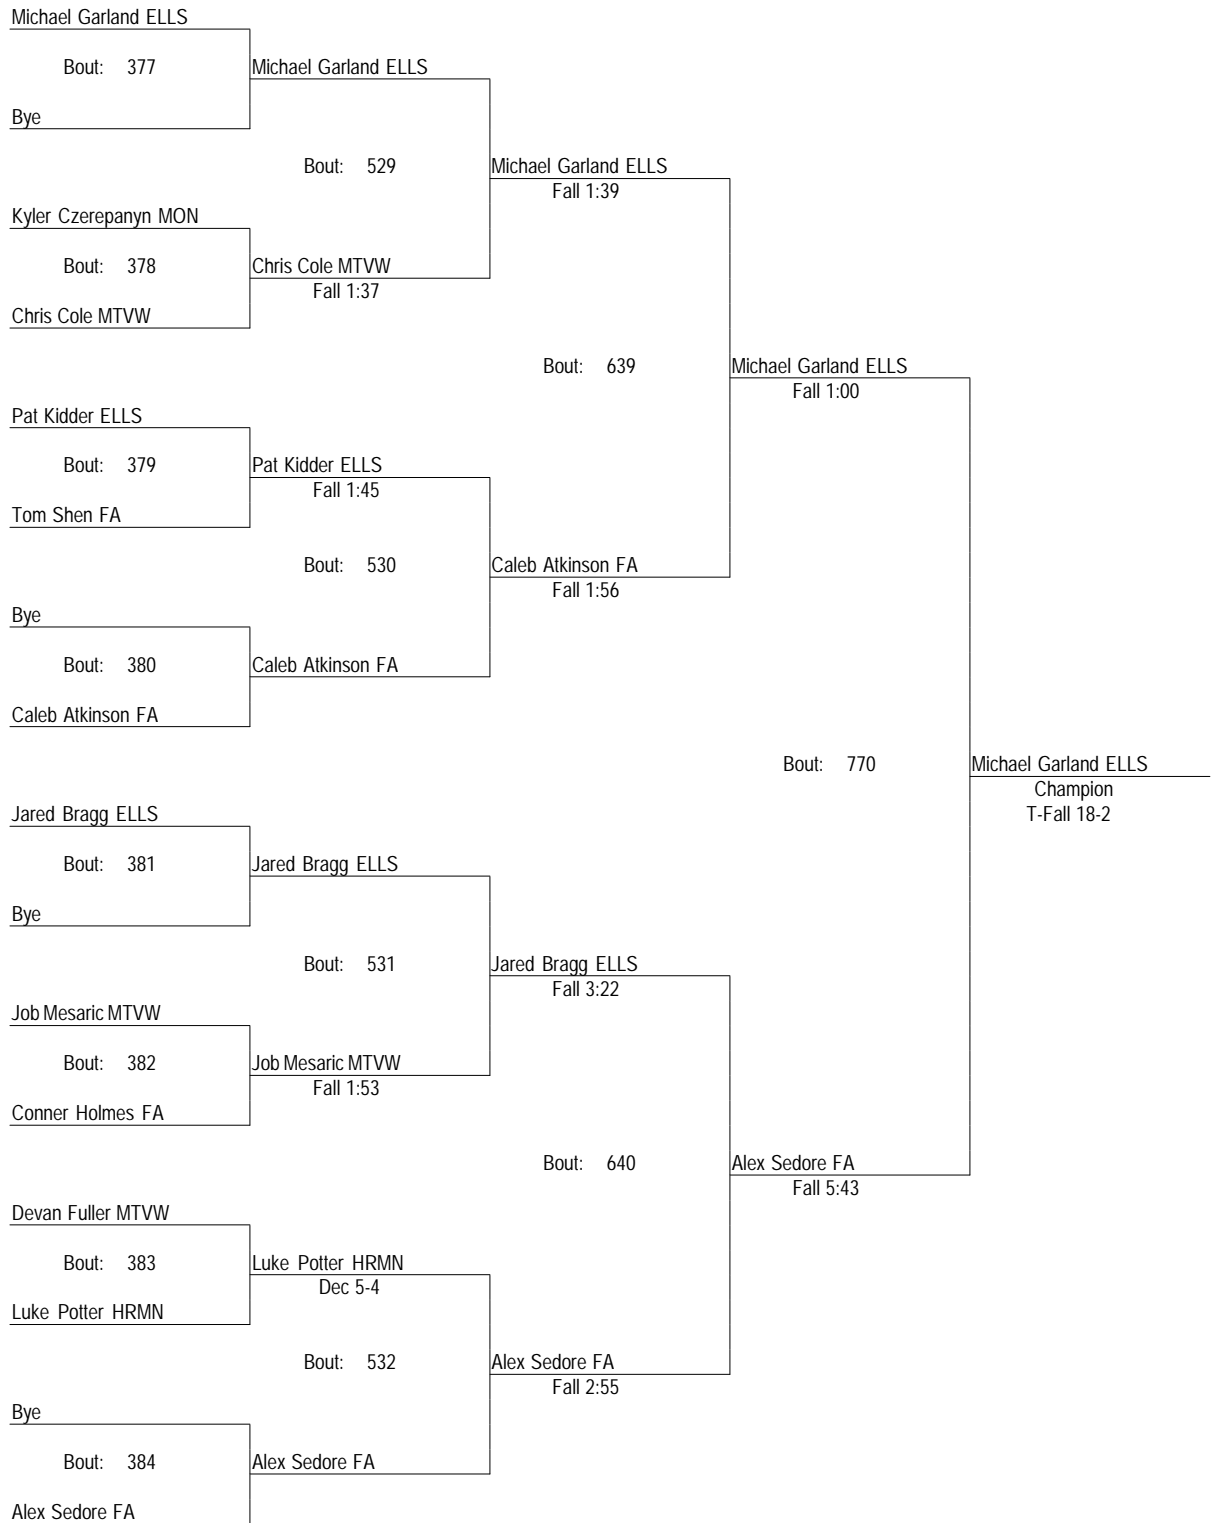 Michael Garland ELLS
Bout: 377
Michael Garland ELLS
Bye
Bout: 529
Michael Garland ELLS
Fall 1:39
Kyler Czerepanyn MON
Bout: 378
Chris Cole MTVW
Fall 1:37
Chris Cole MTVW
Bout: 639
Michael Garland ELLS
Fall 1:00
Pat Kidder ELLS
Bout: 379
Pat Kidder ELLS
Fall 1:45
Tom Shen FA
Bout: 530
Caleb Atkinson FA
Fall 1:56
Bye
Bout: 380
Caleb Atkinson FA
Caleb Atkinson FA
Bout: 770
Michael Garland ELLS
Champion
T-Fall 18-2
Jared Bragg ELLS
Bout: 381
Jared Bragg ELLS
Bye
Bout: 531
Jared Bragg ELLS
Fall 3:22
Job Mesaric MTVW
Bout: 382
Job Mesaric MTVW
Fall 1:53
Conner Holmes FA
Bout: 640
Alex Sedore FA
Fall 5:43
Devan Fuller MTVW
Bout: 383
Luke Potter HRMN
Dec 5-4
Luke Potter HRMN
Bout: 532
Alex Sedore FA
Fall 2:55
Bye
Bout: 384
Alex Sedore FA
Alex Sedore FA